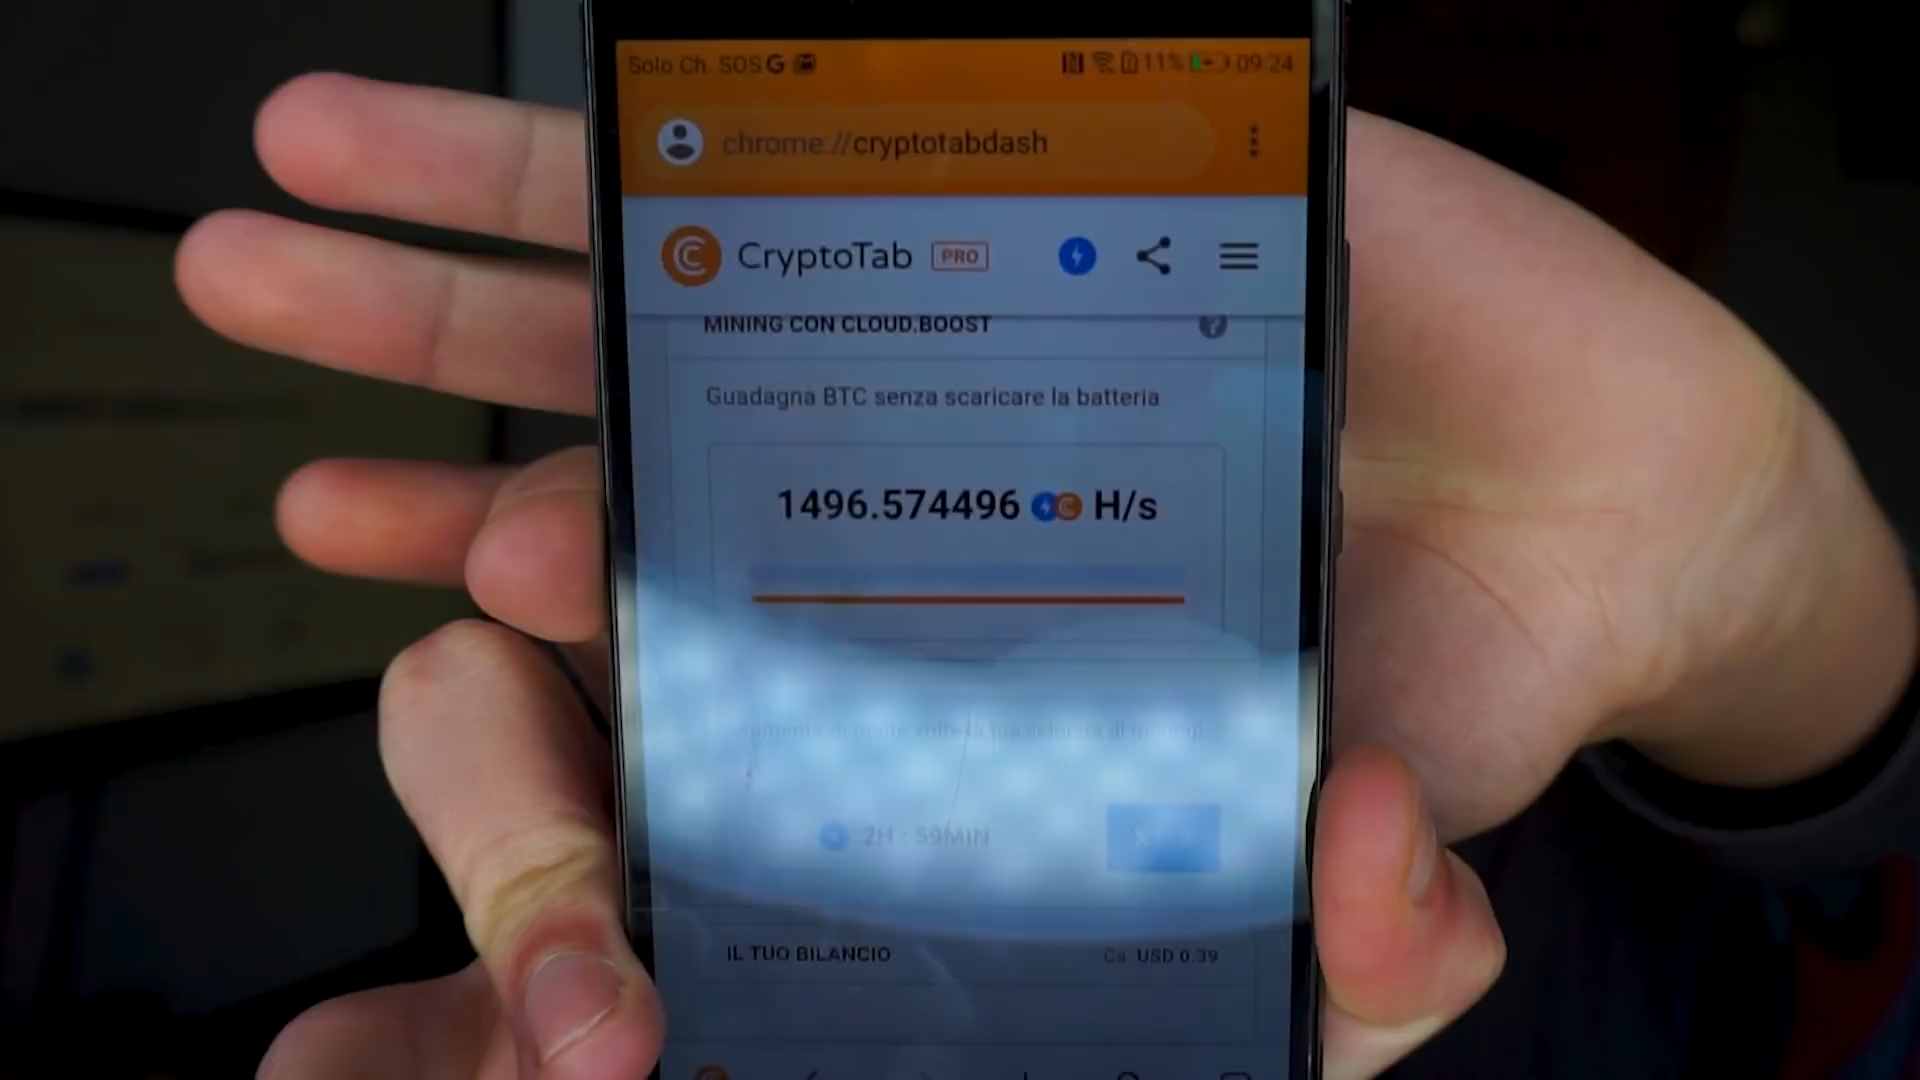 Solo Ch. SOS G 11% 09:24
chrome://cryptotabdash
CryptoTab PRO
MINING CON CLOUD.BOOST
Guadagna BTC senza scaricare la batteria
1496.574496 H/s
2H : 59MIN
IL TUO BILANCIO Ca USD 0.39